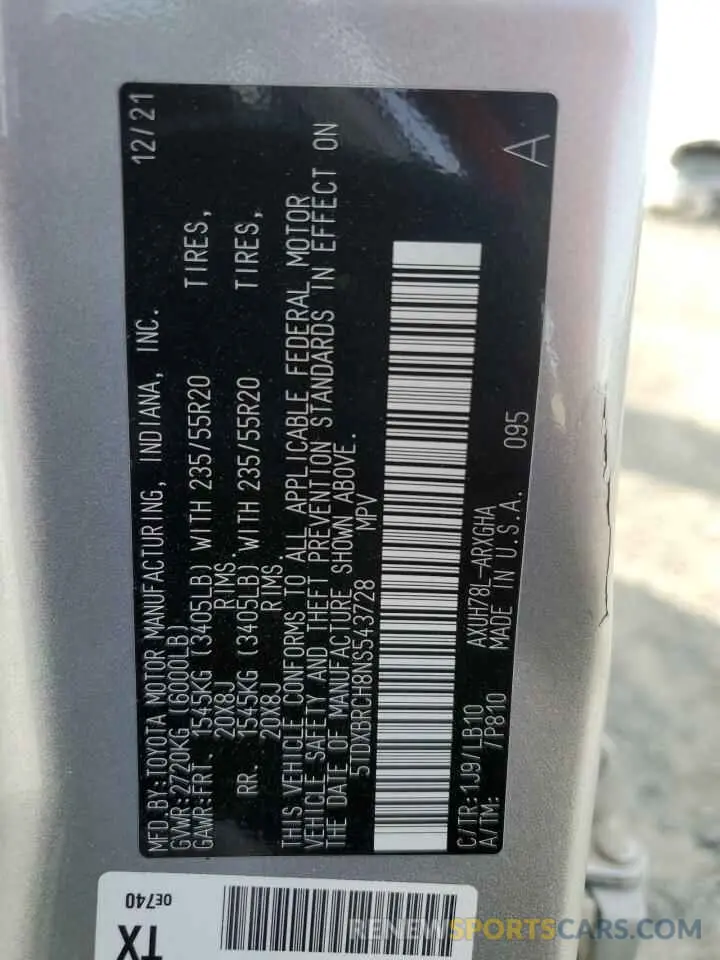 MFD.BY:TOYOTA MOTOR MANUFACTURING, INDIANA, INC. 12/21
GVWR:2720KG (6000LB)
GAWR:FRT. 1545KG (3405LB) WITH 235/55R20 TIRES,
20X8J RIMS.
RR. 1545KG (3405LB) WITH 235/55R20 TIRES,
20X8J RIMS.
THIS VEHICLE CONFORMS TO ALL APPLICABLE FEDERAL MOTOR
VEHICLE SAFETY AND THEFT PREVENTION STANDARDS IN EFFECT ON
THE DATE OF MANUFACTURE SHOWN ABOVE.
5TDXBRCH8NS543728 MPV
C/TR:1J9/LB10 AXUH78L-ARXGHA
A/TM: /P810 MADE IN U.S.A. 095 A
0E740
TX
RENEWSPORTSCARS.COM